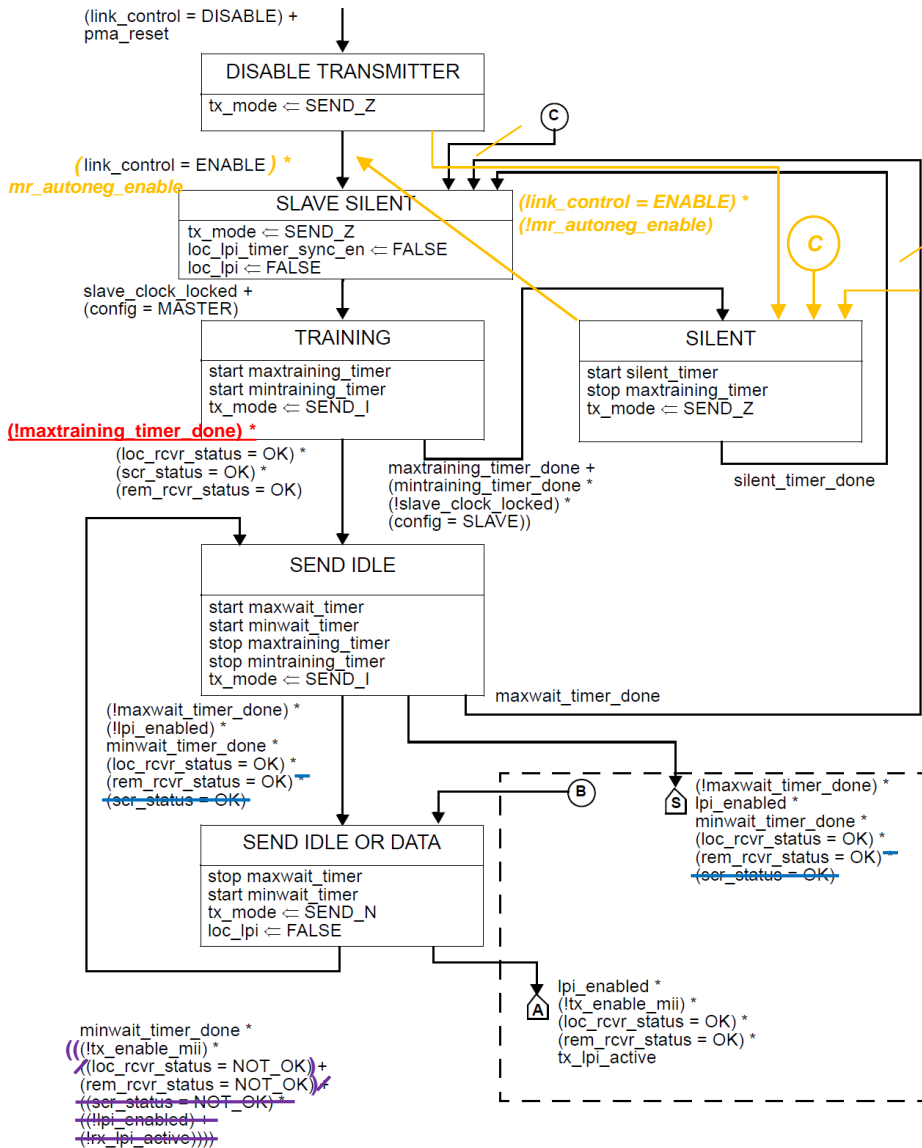 (link_control = DISABLE) +
pma_reset
DISABLE TRANSMITTER
tx_mode ⇐ SEND_Z
C
(link_control = ENABLE) *
mr_autoneg_enable
SLAVE SILENT
tx_mode ⇐ SEND_Z
loc_lpi_timer_sync_en ⇐ FALSE
loc_lpi ⇐ FALSE
(link_control = ENABLE) *
(!mr_autoneg_enable)
C
slave_clock_locked +
(config = MASTER)
TRAINING
start maxtraining_timer
start mintraining_timer
tx_mode ⇐ SEND_I
SILENT
start silent_timer
stop maxtraining_timer
tx_mode ⇐ SEND_Z
(!maxtraining_timer_done) *
(loc_rcvr_status = OK) *
(scr_status = OK) *
(rem_rcvr_status = OK)
maxtraining_timer_done +
(mintraining_timer_done *
(!slave_clock_locked) *
(config = SLAVE))
silent_timer_done
SEND IDLE
start maxwait_timer
start minwait_timer
stop maxtraining_timer
stop mintraining_timer
tx_mode ⇐ SEND_I
maxwait_timer_done
(!maxwait_timer_done) *
(!lpi_enabled) *
minwait_timer_done *
(loc_rcvr_status = OK) *
(rem_rcvr_status = OK) *
(scr_status = OK)
B
S
(!maxwait_timer_done) *
lpi_enabled *
minwait_timer_done *
(loc_rcvr_status = OK) *
(rem_rcvr_status = OK) *
(scr_status = OK)
SEND IDLE OR DATA
stop maxwait_timer
start minwait_timer
tx_mode ⇐ SEND_N
loc_lpi ⇐ FALSE
A
lpi_enabled *
(!tx_enable_mii) *
(loc_rcvr_status = OK) *
(rem_rcvr_status = OK) *
tx_lpi_active
minwait_timer_done *
(((!tx_enable_mii) *
((loc_rcvr_status = NOT_OK)) +
(rem_rcvr_status = NOT_OK)) +
((scr_status = NOT_OK) *
((!lpi_enabled) +
(!rx_lpi_active))))